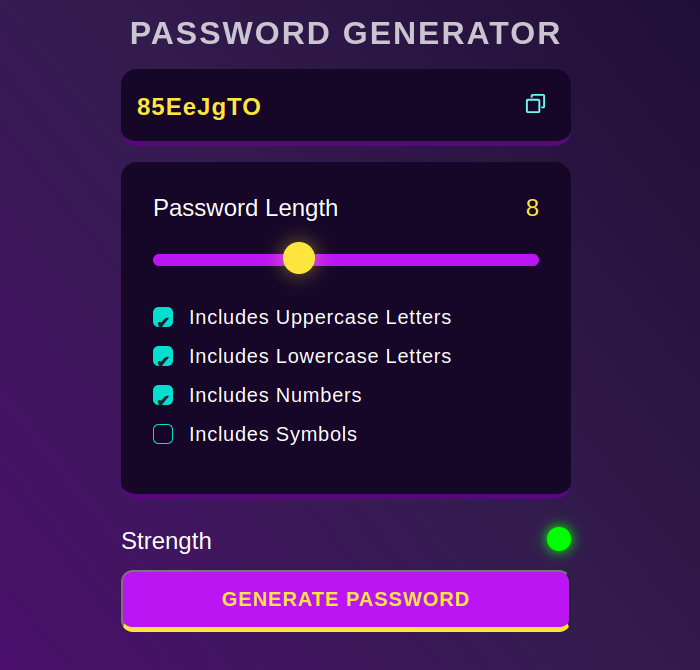 PASSWORD GENERATOR
85EeJgTO
Password Length 8
Includes Uppercase Letters
Includes Lowercase Letters
Includes Numbers
Includes Symbols
Strength
GENERATE PASSWORD